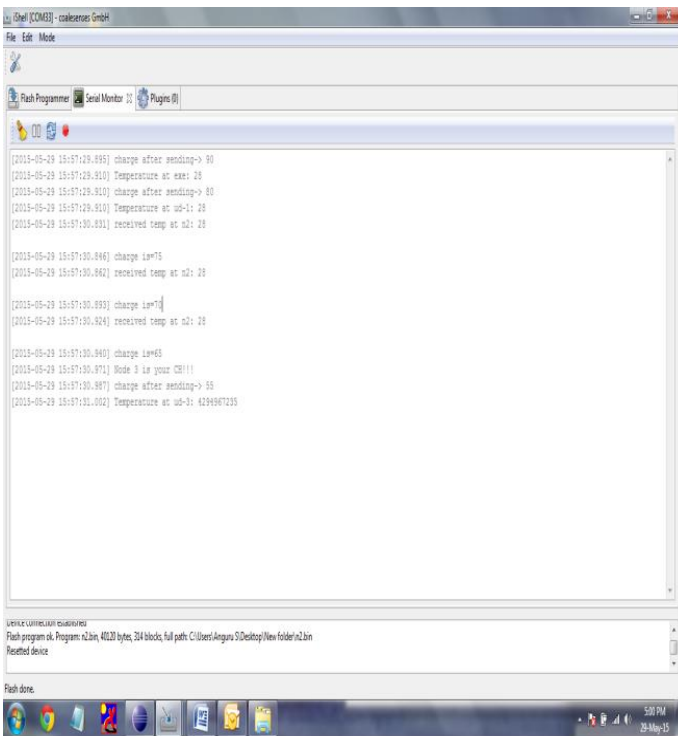 iShell [COM33] - coalesenses GmbH
File Edit Mode
Flash Programmer Serial Monitor Plugins (0)
[2015-05-29 15:57:29.895] charge after sending-> 90
[2015-05-29 15:57:29.910] Temperature at exe: 28
[2015-05-29 15:57:29.910] charge after sending-> 80
[2015-05-29 15:57:29.910] Temperature at ud-1: 28
[2015-05-29 15:57:30.831] received temp at n2: 28
[2015-05-29 15:57:30.846] charge is=75
[2015-05-29 15:57:30.862] received temp at n2: 28
[2015-05-29 15:57:30.893] charge is=70
[2015-05-29 15:57:30.924] received temp at n2: 28
[2015-05-29 15:57:30.940] charge is=65
[2015-05-29 15:57:30.971] Node 3 is your CH!!!
[2015-05-29 15:57:30.987] charge after sending-> 55
[2015-05-29 15:57:31.002] Temperature at ud-3: 4294967235
Device connection established
Flash program ok. Program: n2.bin, 40120 bytes, 314 blocks, full path: C:\Users\Anguru S\Desktop\New folder\n2.bin
Resetted device
Flash done.
5:00 PM
29-May-15